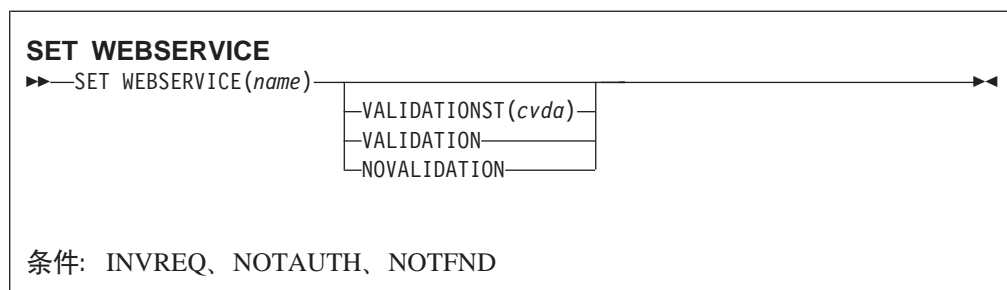 SET WEBSERVICE
SET WEBSERVICE(name)
VALIDATIONST(cvda)
VALIDATION
NOVALIDATION
条件: INVREQ、NOTAUTH、NOTFND